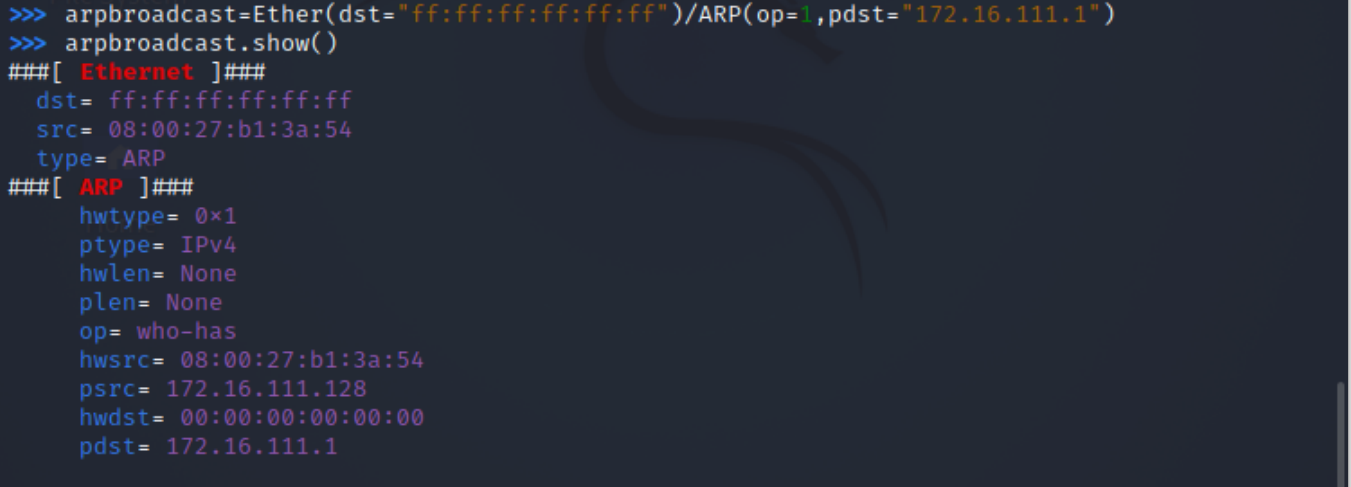 >>> arpbroadcast=Ether(dst="ff:ff:ff:ff:ff:ff")/ARP(op=1,pdst="172.16.111.1")
>>> arpbroadcast.show()
###[ Ethernet ]###
dst= ff:ff:ff:ff:ff:ff
src= 08:00:27:b1:3a:54
type= ARP
###[ ARP ]###
hwtype= 0×1
ptype= IPv4
hwlen= None
plen= None
op= who-has
hwsrc= 08:00:27:b1:3a:54
psrc= 172.16.111.128
hwdst= 00:00:00:00:00:00
pdst= 172.16.111.1